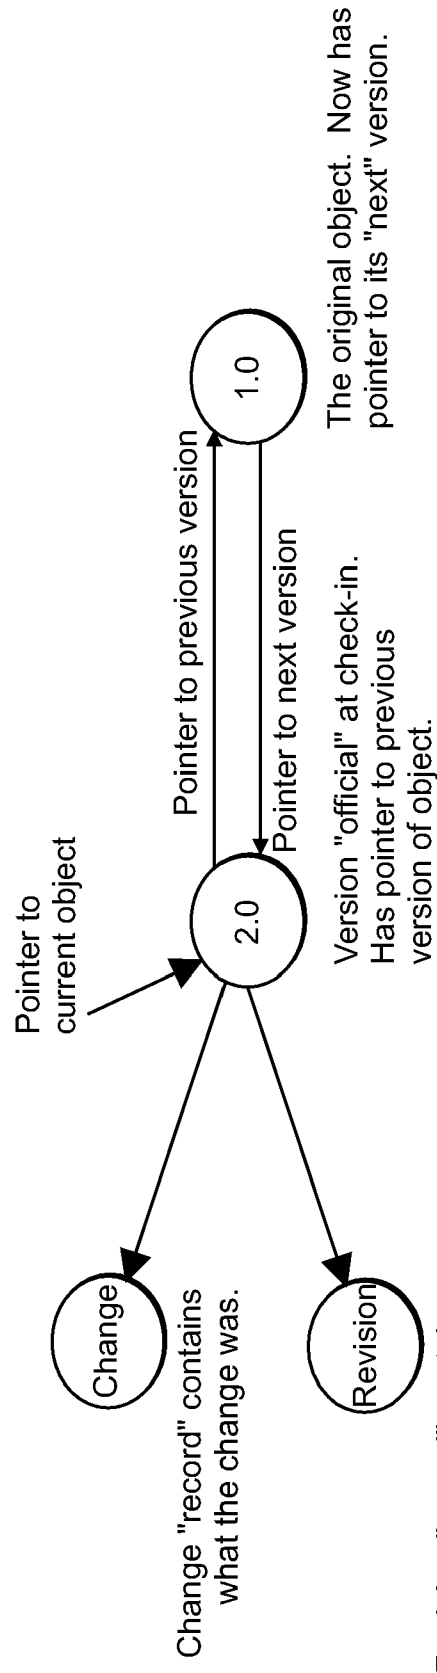 Pointer to
current object
Change
Pointer to previous version
2.0
1.0
Change "record" contains
what the change was.
Pointer to next version
Version "official" at check-in.
Has pointer to previous
version of object.
The original object.  Now has
pointer to its "next" version.
Revision